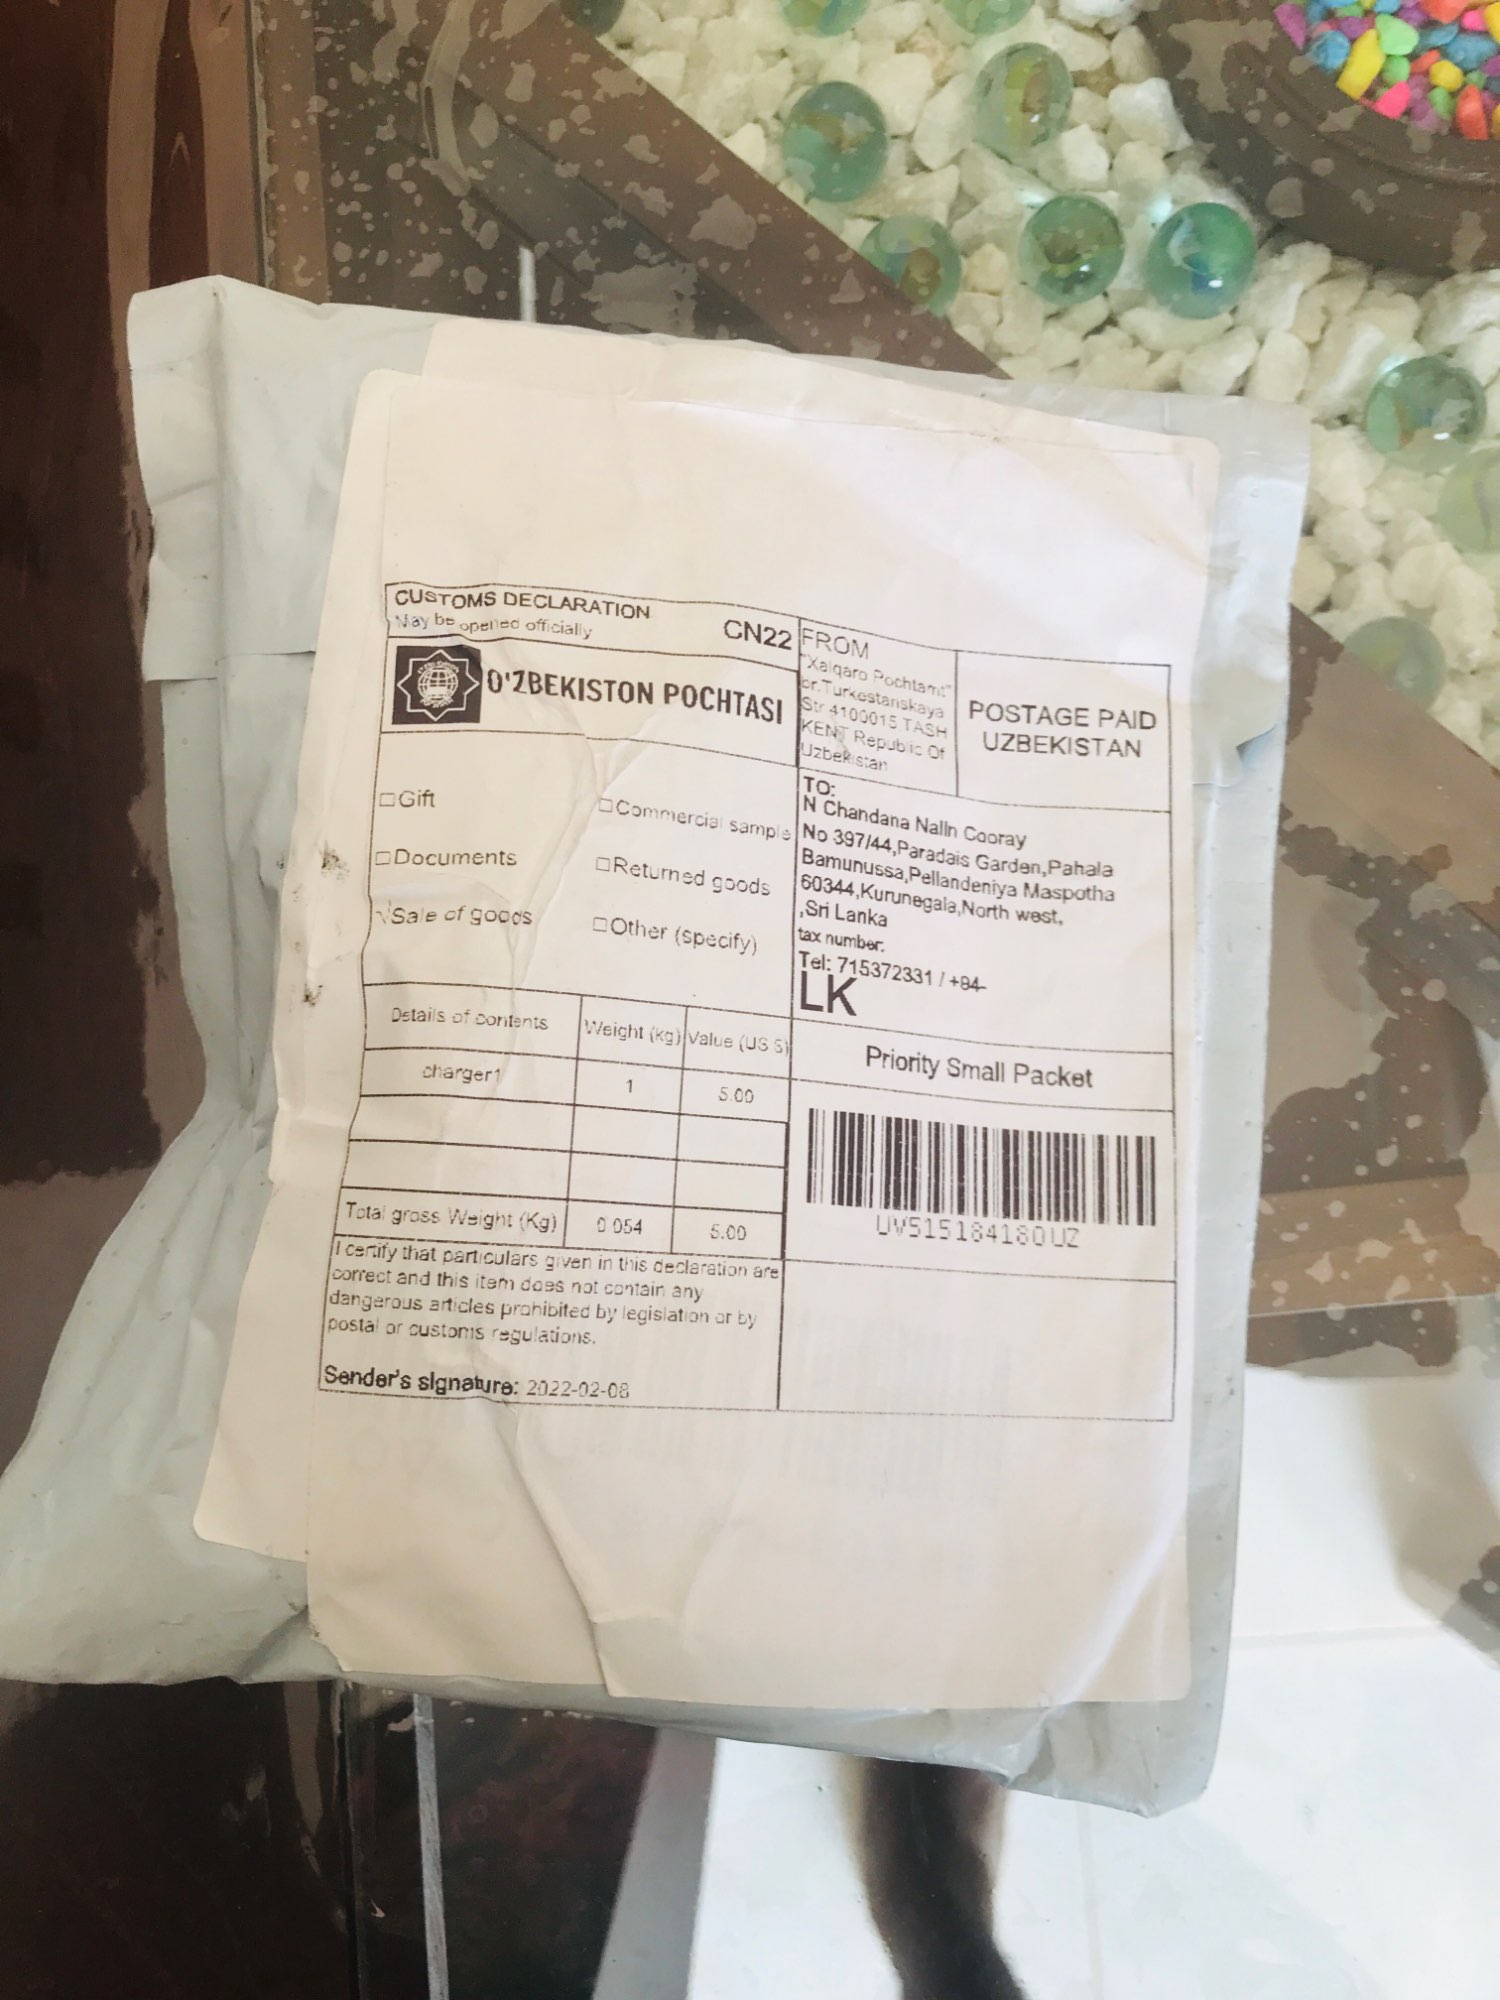 CUSTOMS DECLARATION
May be opened officially
CN22
O'ZBEKISTON POCHTASI
FROM
"Xalqaro Pochtamt"
br.Turkestanskaya
Str 4100015 TASH
KENT Republic Of
Uzbekistan
POSTAGE PAID
UZBEKISTAN
□Gift
□Commercial sample
□Documents
□Returned goods
√Sale of goods
□Other (specify)
TO:
N Chandana Nalin Cooray
No 397/44,Paradais Garden,Pahala
Bamunussa,Pellandeniya Maspotha
60344,Kurunegala,North west,
,Sri Lanka
tax number:
Tel: 715372331 / +94-
LK
Details of contents
Weight (kg)
Value (US $)
charger1
1
5.00
Total gross Weight (Kg)
0.054
5.00
Priority Small Packet
UV515184180UZ
I certify that particulars given in this declaration are
correct and this item does not contain any
dangerous articles prohibited by legislation or by
postal or customs regulations.
Sender's signature: 2022-02-08